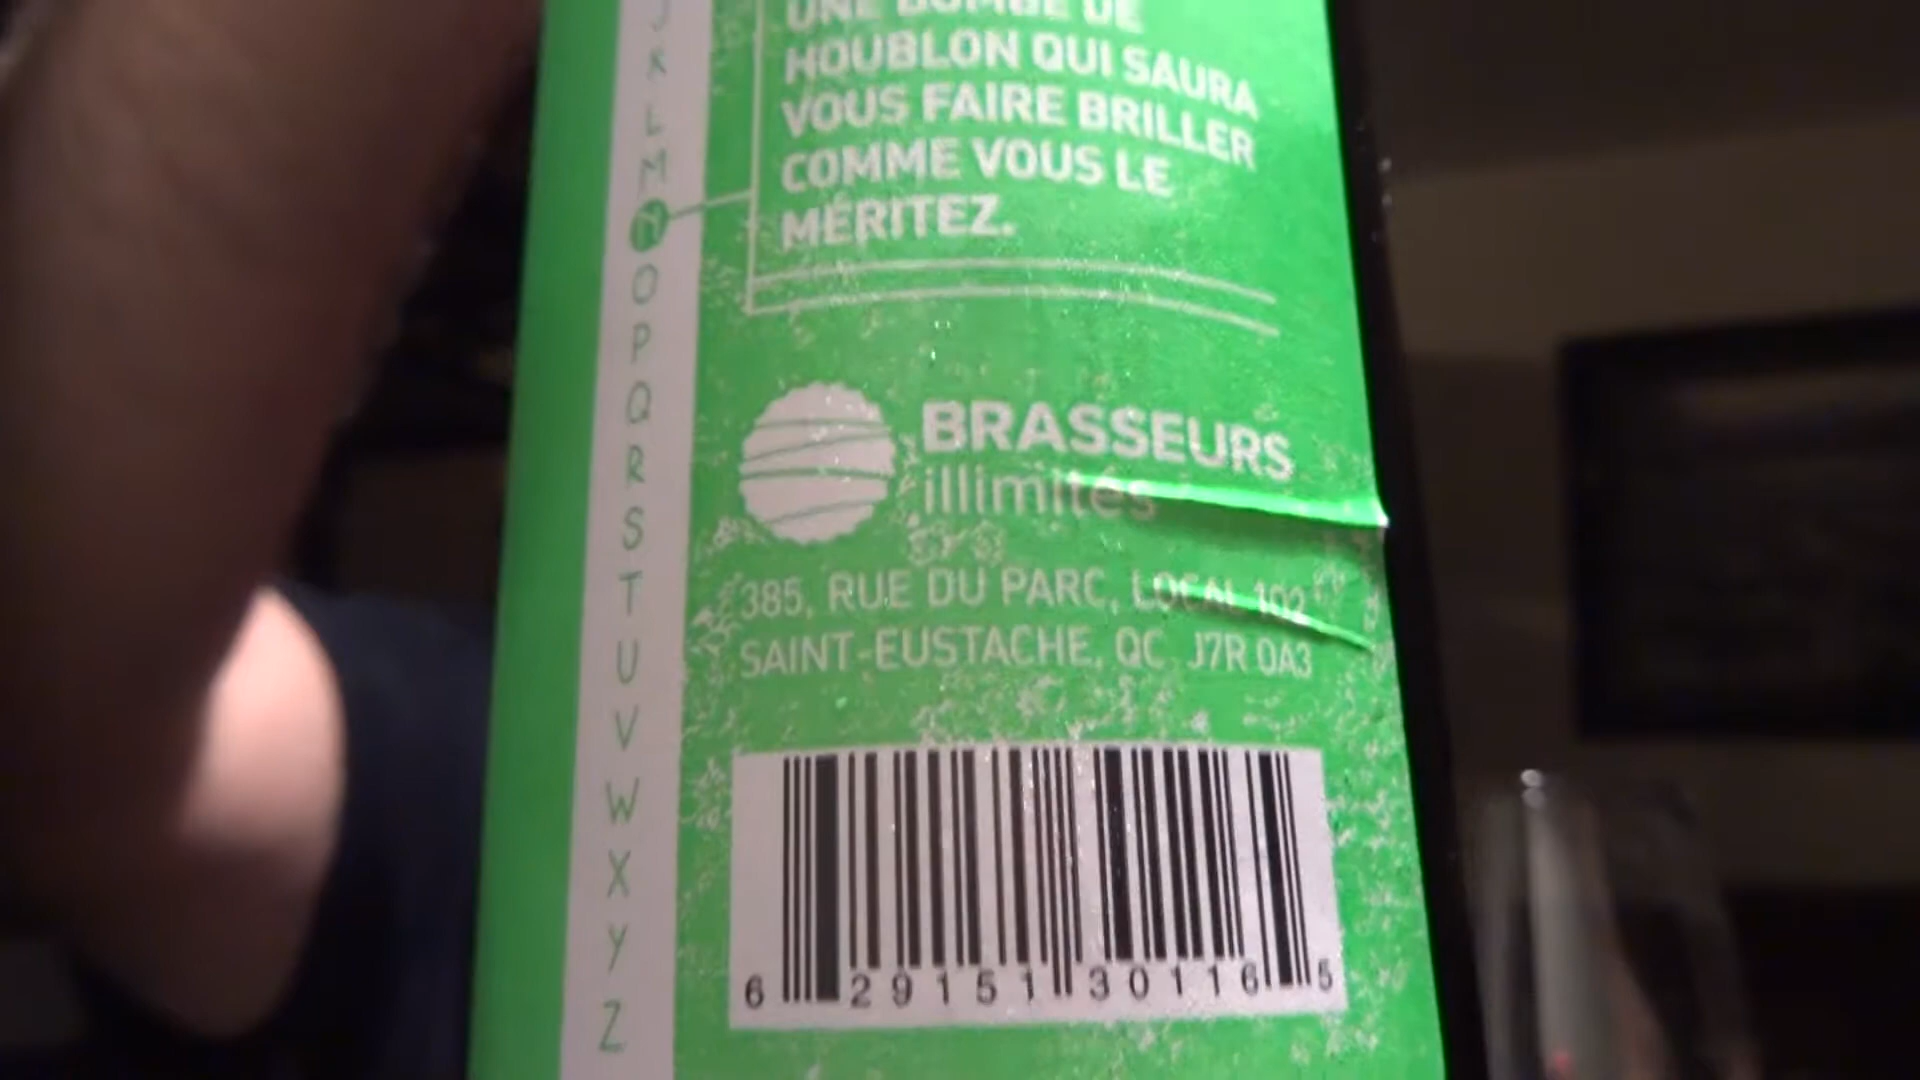 UNE BOMBE DE
HOUBLON QUI SAURA
VOUS FAIRE BRILLER
COMME VOUS LE
MÉRITEZ.
J
K
L
M
N
O
P
Q
R
S
T
U
V
W
X
Y
Z
BRASSEURS
illimités
385, RUE DU PARC, LOCAL 102
SAINT-EUSTACHE, QC J7R 0A3
6 29151 30116 5